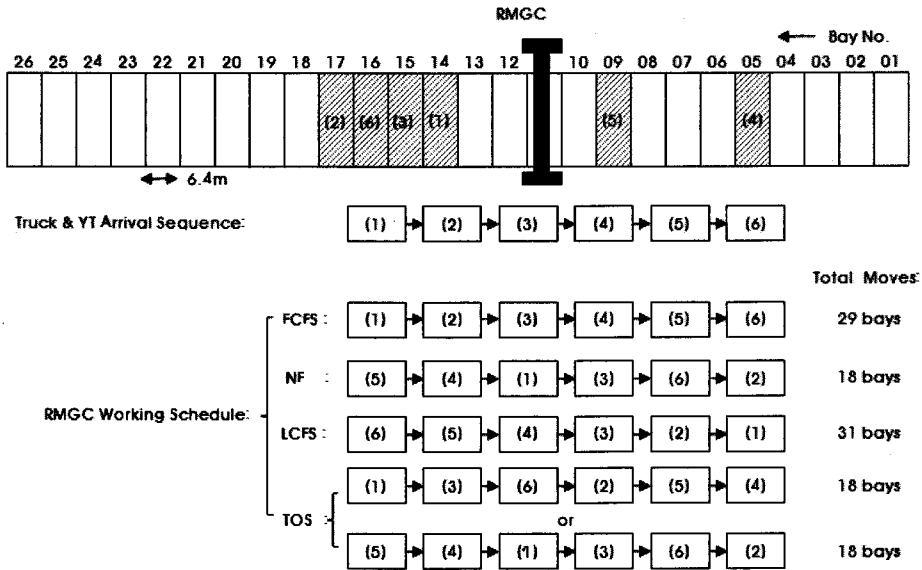 RMGC
Bay No.
26 25 24 23 22 21 20 19 18 17 16 15 14 13 12 10 09 08 07 06 05 04 03 02 01
(2) (6) (3) (1) (5) (4)
6.4m
Truck & YT Arrival Sequence: (1) (2) (3) (4) (5) (6)
Total Moves:
FCFS : (1) (2) (3) (4) (5) (6) 29 bays
NF : (5) (4) (1) (3) (6) (2) 18 bays
RMGC Working Schedule:
LCFS : (6) (5) (4) (3) (2) (1) 31 bays
(1) (3) (6) (2) (5) (4) 18 bays
TOS : or
(5) (4) (1) (3) (6) (2) 18 bays